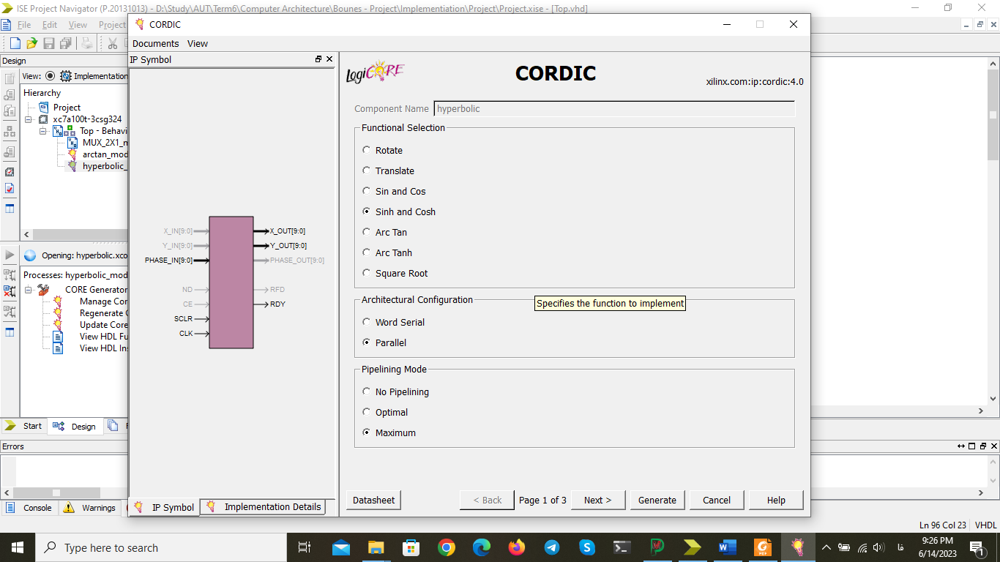 ISE Project Navigator (P.20131013) - D:\Study\AUT\Term6\Computer Architecture\Bounes - Project\Implementiation\Project\Project.xise - [Top.vhd]
File Edit View Project
Design
View: Implementation
Hierarchy
Project
xc7a100t-3csg324
Top - Behavi
MUX_2X1_m
arctan_mod
hyperbolic_
Opening: hyperbolic.xco
Processes: hyperbolic_mod
CORE Generator
Manage Cor
Regenerate C
Update Core
View HDL Fu
View HDL Ins
Start
Design
F
Errors
Console
Warnings
CORDIC
Documents View
IP Symbol
X_IN[9:0]
Y_IN[9:0]
PHASE_IN[9:0]
ND
CE
SCLR
CLK
X_OUT[9:0]
Y_OUT[9:0]
PHASE_OUT[9:0]
RFD
RDY
IP Symbol
Implementation Details
LogiCORE
CORDIC
xilinx.com:ip:cordic:4.0
Component Name hyperbolic
Functional Selection
Rotate
Translate
Sin and Cos
Sinh and Cosh
Arc Tan
Arc Tanh
Square Root
Architectural Configuration
Specifies the function to implement
Word Serial
Parallel
Pipelining Mode
No Pipelining
Optimal
Maximum
Datasheet
< Back
Page 1 of 3
Next >
Generate
Cancel
Help
Ln 96 Col 23 VHDL
Type here to search
فا
9:26 PM
6/14/2023
1